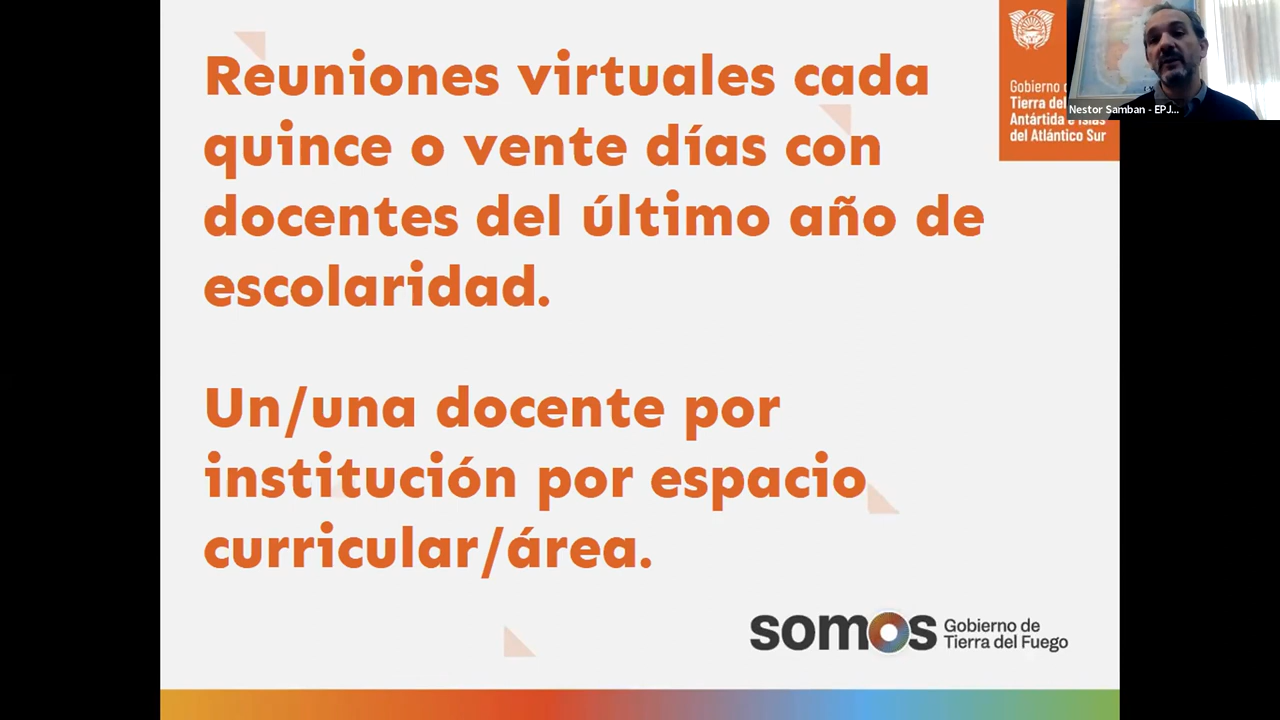 Reuniones virtuales cada
quince o vente días con
docentes del último año de
escolaridad.
Un/una docente por
institución por espacio
curricular/área.
Gobierno
Tierra del
Antártida e Islas
del Atlántico Sur
Nestor Samban - EPJ...
somos
Gobierno de
Tierra del Fuego